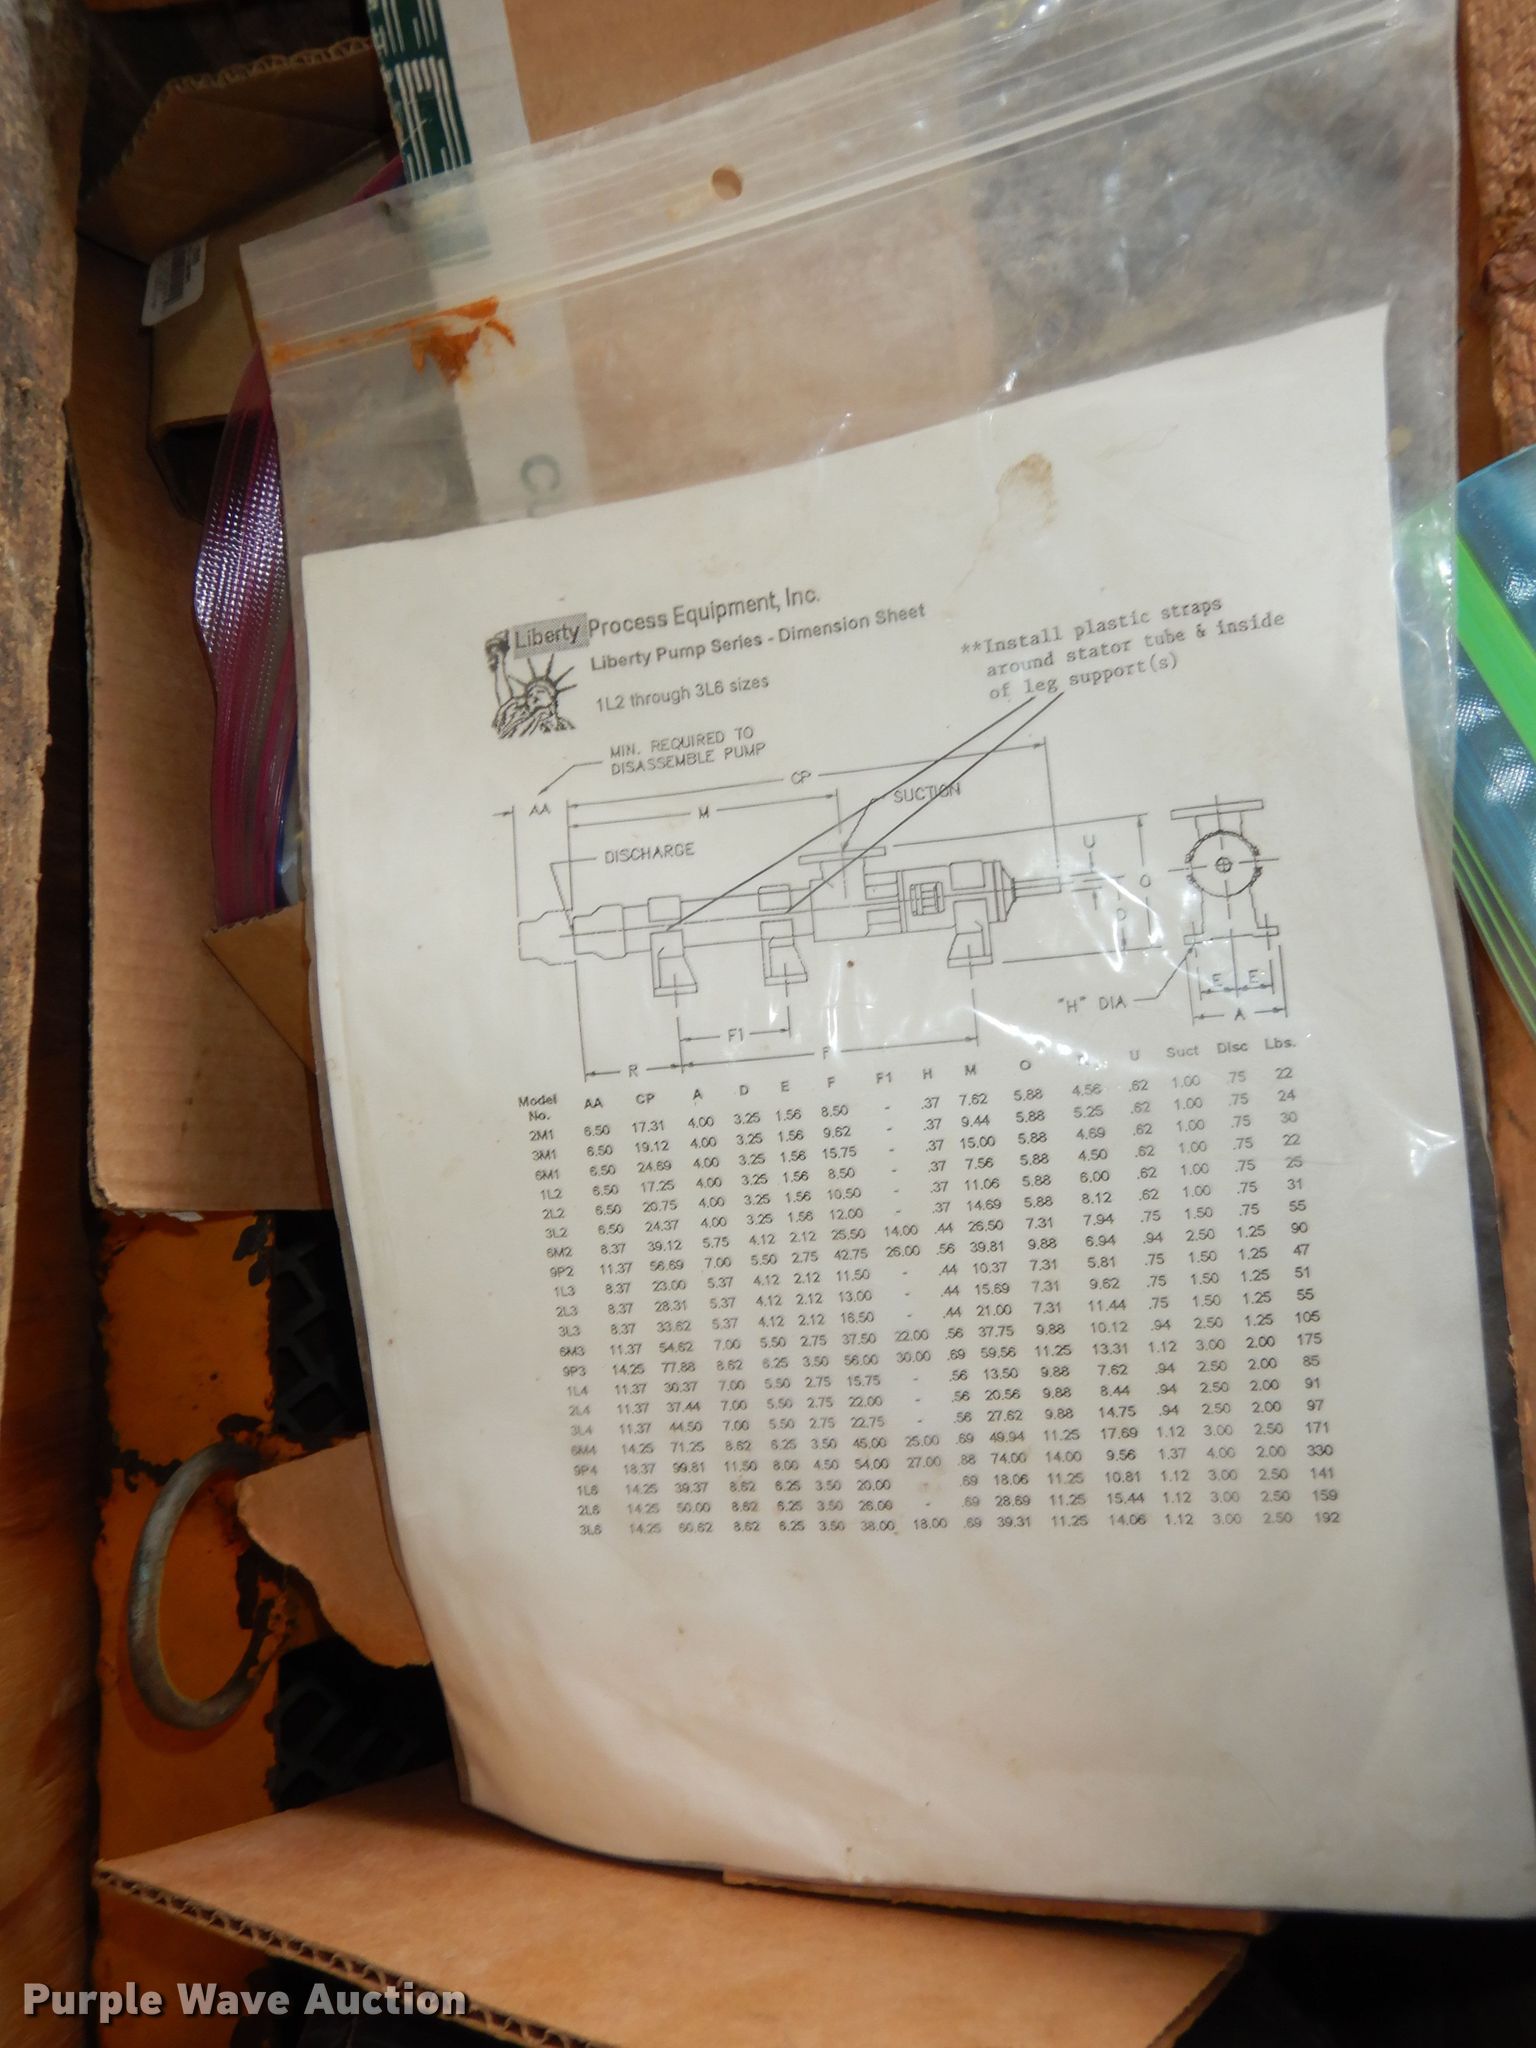 Liberty Process Equipment, Inc.
Liberty Pump Series - Dimension Sheet
1L2 through 3L6 sizes
**Install plastic straps
around stator tube & inside
of leg support(s)
MIN. REQUIRED TO
DISASSEMBLE PUMP
CP
AA
M
SUCTION
DISCHARGE
U
O
D
"H" DIA
E E
A
F1
F
R
Model No. AA CP A D E F F1 H M O U Suct Disc Lbs.
2M1 6.50 17.31 4.00 3.25 1.56 8.50 - .37 7.62 5.88 4.56 .62 1.00 .75 22
3M1 6.50 19.12 4.00 3.25 1.56 9.62 - .37 9.44 5.88 5.25 .62 1.00 .75 24
6M1 6.50 24.69 4.00 3.25 1.56 15.75 - .37 15.00 5.88 4.69 .62 1.00 .75 30
1L2 6.50 17.25 4.00 3.25 1.56 8.50 - .37 7.56 5.88 4.50 .62 1.00 .75 22
2L2 6.50 20.75 4.00 3.25 1.56 10.50 - .37 11.06 5.88 6.00 .62 1.00 .75 25
3L2 6.50 24.37 4.00 3.25 1.56 12.00 - .37 14.69 5.88 8.12 .62 1.00 .75 31
6M2 8.37 39.12 5.75 4.12 2.12 25.50 14.00 .44 26.50 7.31 7.94 .75 1.50 .75 55
9P2 11.37 56.69 7.00 5.50 2.75 42.75 26.00 .56 39.81 9.88 6.94 .94 2.50 1.25 90
1L3 8.37 23.00 5.37 4.12 2.12 11.50 - .44 10.37 7.31 5.81 .75 1.50 1.25 47
2L3 8.37 28.31 5.37 4.12 2.12 13.00 - .44 15.69 7.31 9.62 .75 1.50 1.25 51
3L3 8.37 33.62 5.37 4.12 2.12 16.50 - .44 21.00 7.31 11.44 .75 1.50 1.25 55
6M3 11.37 54.62 7.00 5.50 2.75 37.50 22.00 .56 37.75 9.88 10.12 .94 2.50 1.25 105
9P3 14.25 77.88 8.62 6.25 3.50 56.00 30.00 .69 59.56 11.25 13.31 1.12 3.00 2.00 175
1L4 11.37 30.37 7.00 5.50 2.75 15.75 - .56 13.50 9.88 7.62 .94 2.50 2.00 85
2L4 11.37 37.44 7.00 5.50 2.75 22.00 - .56 20.56 9.88 8.44 .94 2.50 2.00 91
3L4 11.37 44.50 7.00 5.50 2.75 22.75 - .56 27.62 9.88 14.75 .94 2.50 2.00 97
6M4 14.25 71.25 8.62 6.25 3.50 45.00 25.00 .69 49.94 11.25 17.69 1.12 3.00 2.50 171
9P4 18.37 99.81 11.50 8.00 4.50 54.00 27.00 .88 74.00 14.00 9.56 1.37 4.00 2.00 330
1L6 14.25 39.37 8.62 6.25 3.50 20.00 .69 18.06 11.25 10.81 1.12 3.00 2.50 141
2L6 14.25 50.00 8.62 6.25 3.50 26.00 - .69 28.69 11.25 15.44 1.12 3.00 2.50 159
3L6 14.25 60.62 8.62 6.25 3.50 38.00 18.00 .69 39.31 11.25 14.06 1.12 3.00 2.50 192
Purple Wave Auction